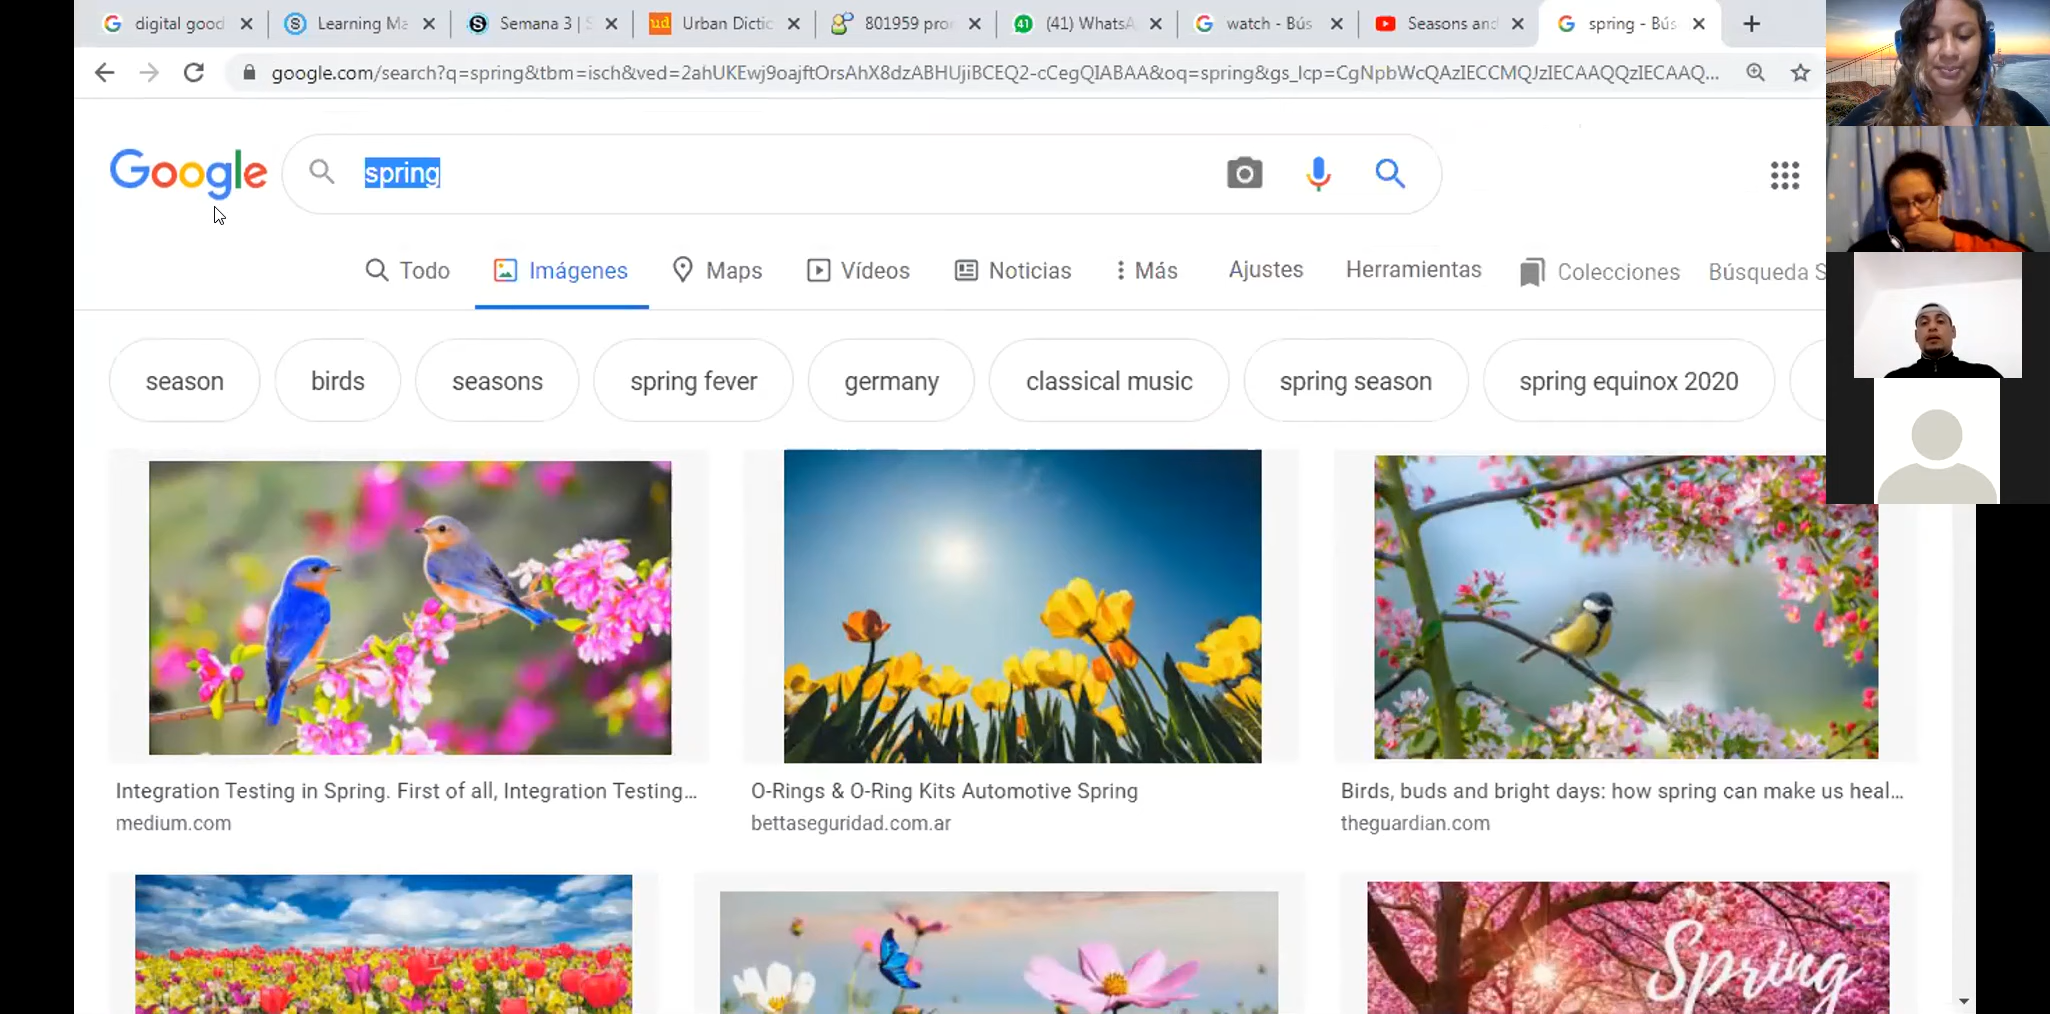 digital good
Learning Ma
Semana 3 | S
Urban Dictic
801959 pro
(41) WhatsA
watch - Bús
Seasons and
spring - Bús
google.com/search?q=spring&tbm=isch&ved=2ahUKEwj9oajftOrsAhX8dzABHUjiBCEQ2-cCegQIABAA&oq=spring&gs_lcp=CgNpbWcQAzIECCMQJzIECAAQQzIECAAQ...
Google
spring
Todo
Imágenes
Maps
Vídeos
Noticias
Más
Ajustes
Herramientas
Colecciones
Búsqueda S
season
birds
seasons
spring fever
germany
classical music
spring season
spring equinox 2020
Integration Testing in Spring. First of all, Integration Testing...
medium.com
O-Rings & O-Ring Kits Automotive Spring
bettaseguridad.com.ar
Birds, buds and bright days: how spring can make us heal...
theguardian.com
Spring